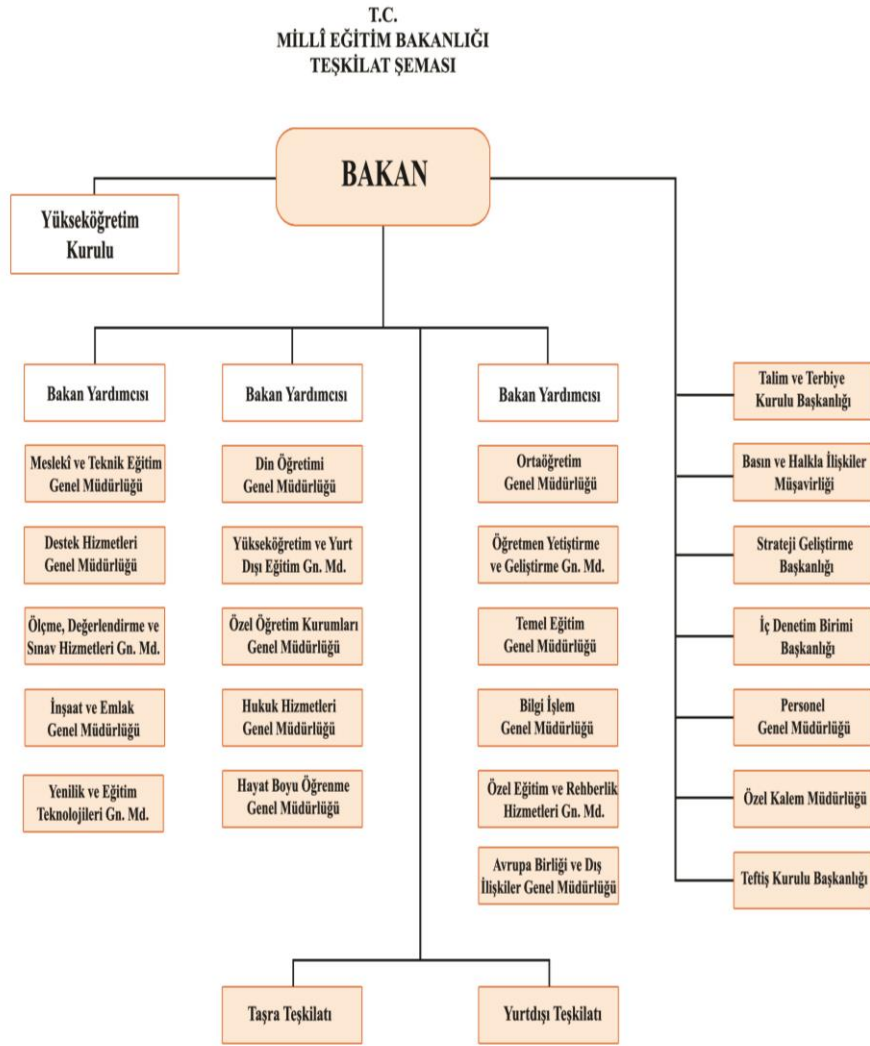 T.C.
MİLLÎ EĞİTİM BAKANLIĞI
TEŞKİLAT ŞEMASI
BAKAN
Yükseköğretim
Kurulu
Bakan Yardımcısı
Meslekî ve Teknik Eğitim
Genel Müdürlüğü
Destek Hizmetleri
Genel Müdürlüğü
Ölçme, Değerlendirme ve
Sınav Hizmetleri Gn. Md.
İnşaat ve Emlak
Genel Müdürlüğü
Yenilik ve Eğitim
Teknolojileri Gn. Md.
Bakan Yardımcısı
Din Öğretimi
Genel Müdürlüğü
Yükseköğretim ve Yurt
Dışı Eğitim Gn. Md.
Özel Öğretim Kurumları
Genel Müdürlüğü
Hukuk Hizmetleri
Genel Müdürlüğü
Hayat Boyu Öğrenme
Genel Müdürlüğü
Bakan Yardımcısı
Ortaöğretim
Genel Müdürlüğü
Öğretmen Yetiştirme
ve Geliştirme Gn. Md.
Temel Eğitim
Genel Müdürlüğü
Bilgi İşlem
Genel Müdürlüğü
Özel Eğitim ve Rehberlik
Hizmetleri Gn. Md.
Avrupa Birliği ve Dış
İlişkiler Genel Müdürlüğü
Talim ve Terbiye
Kurulu Başkanlığı
Basın ve Halkla İlişkiler
Müşavirliği
Strateji Geliştirme
Başkanlığı
İç Denetim Birimi
Başkanlığı
Personel
Genel Müdürlüğü
Özel Kalem Müdürlüğü
Teftiş Kurulu Başkanlığı
Taşra Teşkilatı
Yurtdışı Teşkilatı